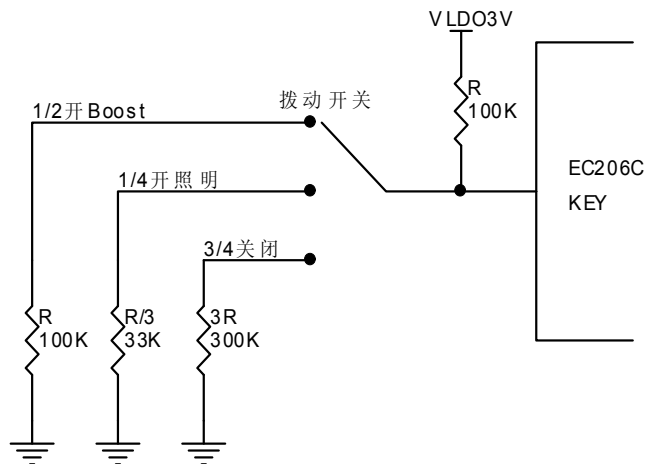 VLDO3V
R
100K
拨动开关
1/2开Boost
1/4开照明
EC206C
KEY
3/4关闭
R
100K
R/3
33K
3R
300K